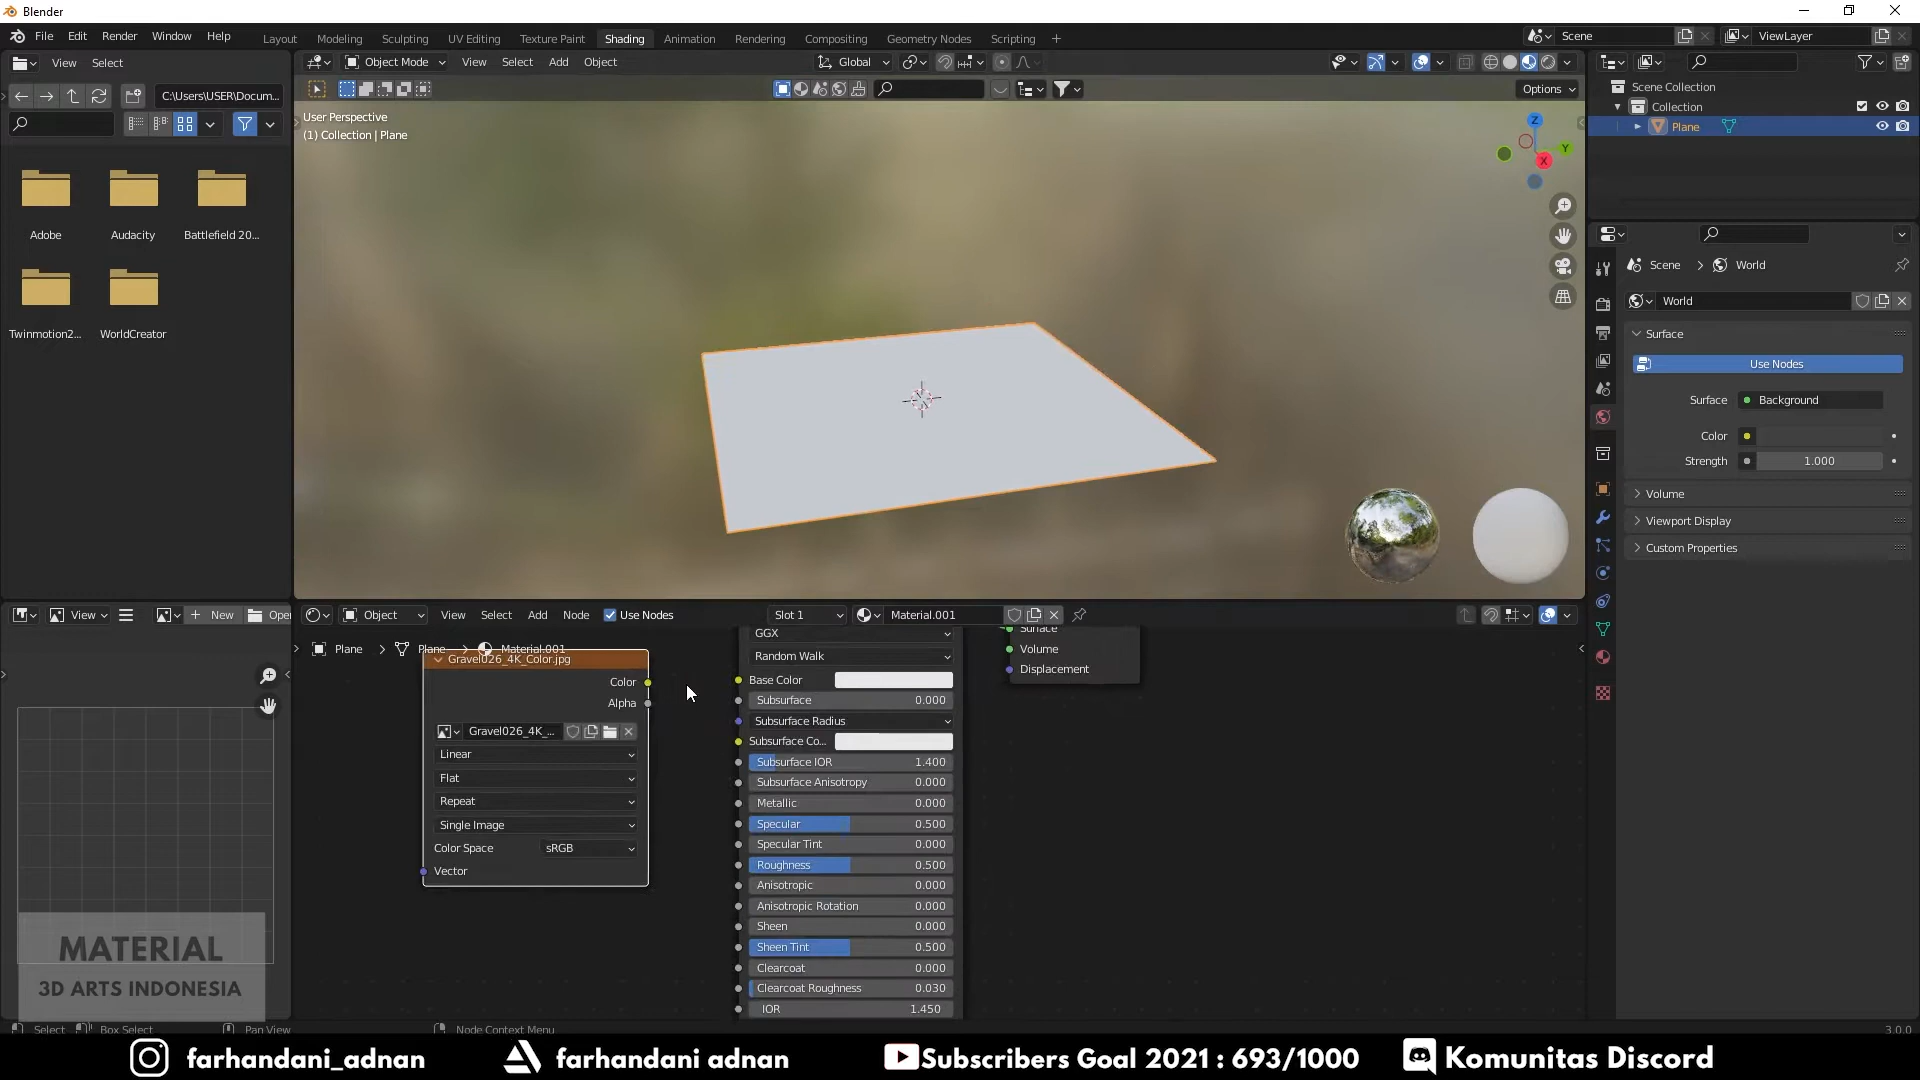 Blender
File Edit Render Window Help
Layout Modeling Sculpting UV Editing Texture Paint Shading Animation Rendering Compositing Geometry Nodes Scripting +
Scene
ViewLayer
View Select
Object Mode View Select Add Object
Global
C:\Users\USER\Docum...
Options
User Perspective
(1) Collection | Plane
Z
Y
X
Scene Collection
Collection
Plane
Adobe
Audacity
Battlefield 20...
Twinmotion2...
WorldCreator
Scene > World
World
Surface
Use Nodes
Surface Background
Color
Strength 1.000
Volume
Viewport Display
Custom Properties
View
+ New
Open
Object View Select Add Node Use Nodes
Slot 1
Material.001
Plane > Plane > Material.001
Gravel026_4K_Color.jpg
Color
Alpha
Gravel026_4K_...
Linear
Flat
Repeat
Single Image
Color Space sRGB
Vector
GGX
Random Walk
Base Color
Subsurface 0.000
Subsurface Radius
Subsurface Co...
Subsurface IOR 1.400
Subsurface Anisotropy 0.000
Metallic 0.000
Specular 0.500
Specular Tint 0.000
Roughness 0.500
Anisotropic 0.000
Anisotropic Rotation 0.000
Sheen 0.000
Sheen Tint 0.500
Clearcoat 0.000
Clearcoat Roughness 0.030
IOR 1.450
Surface
Volume
Displacement
MATERIAL
3D ARTS INDONESIA
Select Box Select Pan View Node Context Menu
3.0.0
farhandani_adnan farhandani adnan Subscribers Goal 2021 : 693/1000 Komunitas Discord